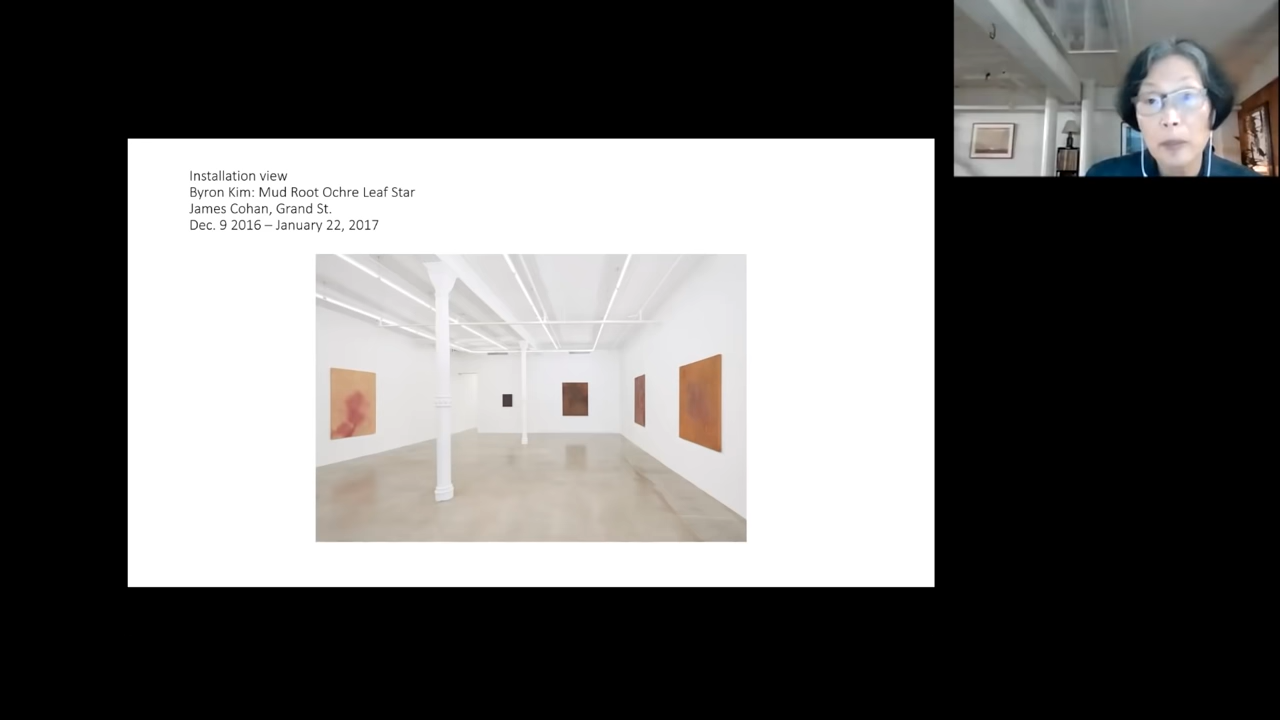 Installation view
Byron Kim: Mud Root Ochre Leaf Star
James Cohan, Grand St.
Dec. 9 2016 – January 22, 2017